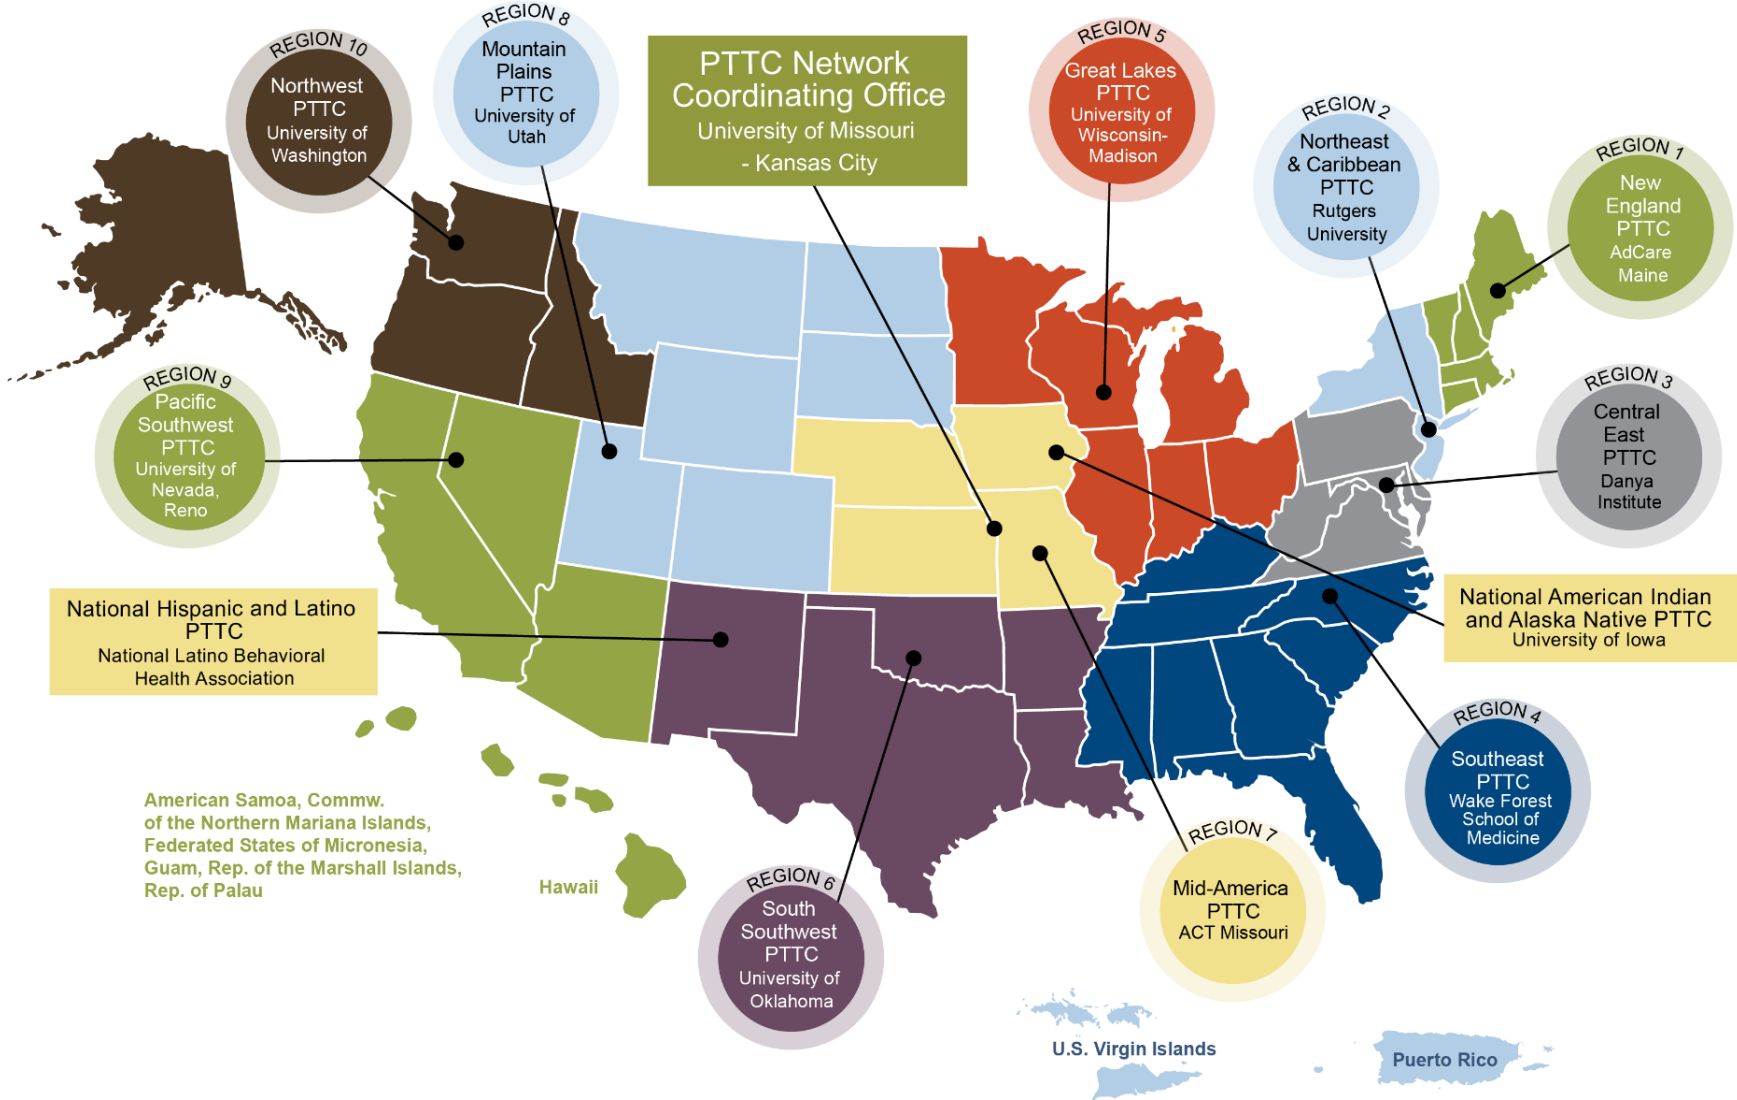 REGION 10
Northwest
PTTC
University of
Washington
REGION 8
Mountain
Plains
PTTC
University of
Utah
PTTC Network
Coordinating Office
University of Missouri
- Kansas City
REGION 5
Great Lakes
PTTC
University of
Wisconsin-
Madison
REGION 2
Northeast
& Caribbean
PTTC
Rutgers
University
REGION 1
New
England
PTTC
AdCare
Maine
REGION 9
Pacific
Southwest
PTTC
University of
Nevada,
Reno
REGION 3
Central
East
PTTC
Danya
Institute
National Hispanic and Latino
PTTC
National Latino Behavioral
Health Association
National American Indian
and Alaska Native PTTC
University of Iowa
REGION 4
Southeast
PTTC
Wake Forest
School of
Medicine
American Samoa, Commw.
of the Northern Mariana Islands,
Federated States of Micronesia,
Guam, Rep. of the Marshall Islands,
Rep. of Palau
Hawaii
REGION 6
South
Southwest
PTTC
University of
Oklahoma
REGION 7
Mid-America
PTTC
ACT Missouri
U.S. Virgin Islands
Puerto Rico